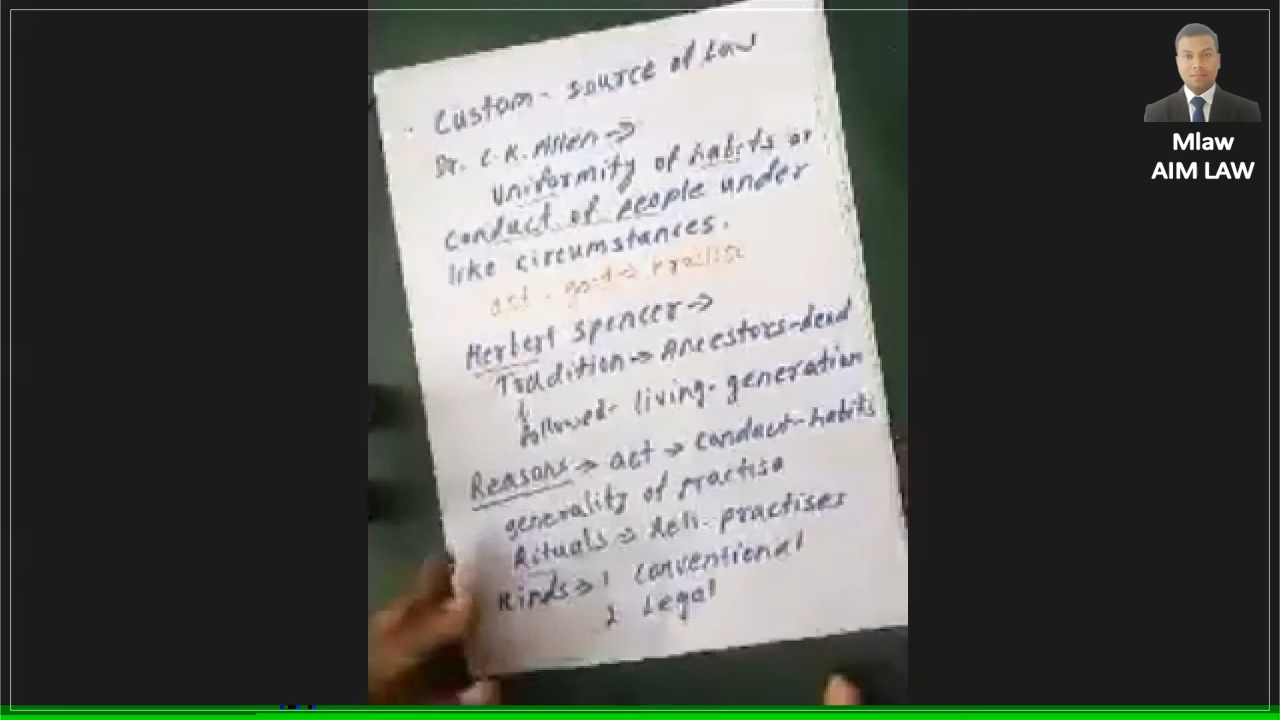 Custom - source of Law
Dr. C.K. Allen →
Uniformity of habits or
conduct of people under
like circumstances.
act
Herbert Spencer →
Tradition → Ancestors-dead
↓
followed- living- generation
Reasons → act → conduct-habits
generality of practise
Rituals → Reli- practises
Kinds → 1 conventional
2 Legal
Mlaw
AIM LAW